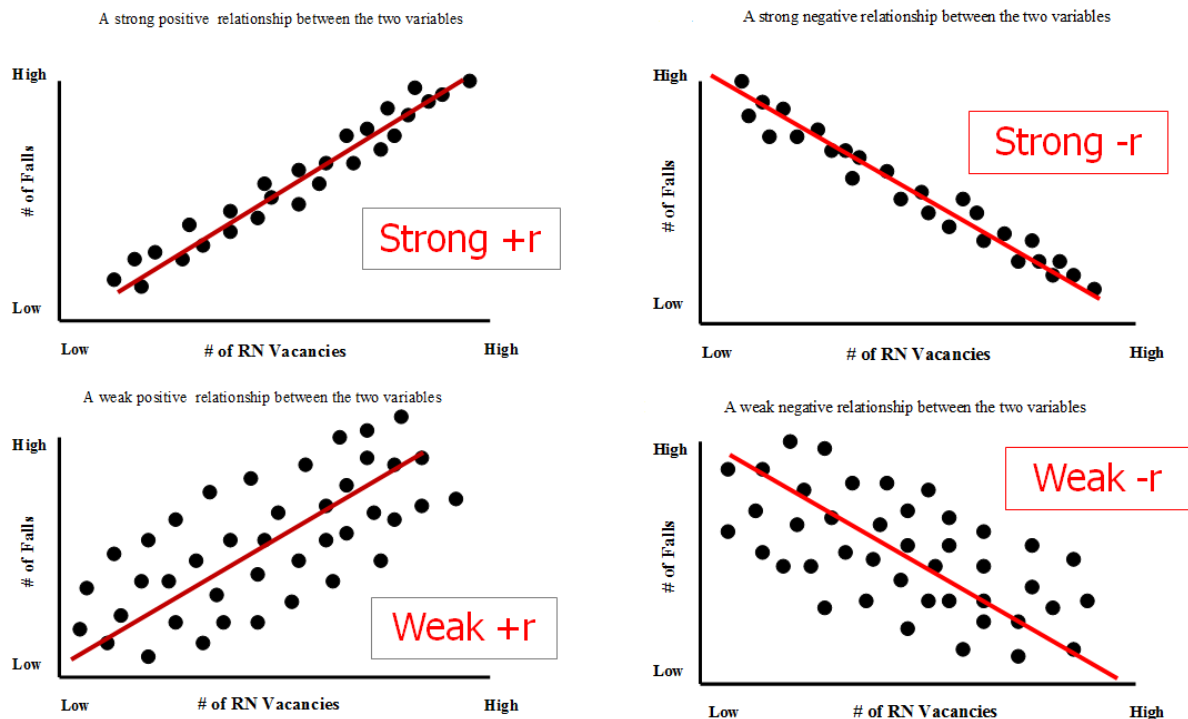 A strong positive relationship between the two variables
High
# of Falls
Strong +r
Low
Low
# of RN Vacancies
High
A strong negative relationship between the two variables
High
# of Falls
Strong -r
Low
Low
# of RN Vacancies
High
A weak positive relationship between the two variables
High
# of Falls
Weak +r
Low
Low
# of RN Vacancies
High
A weak negative relationship between the two variables
High
# of Falls
Weak -r
Low
Low
# of RN Vacancies
High